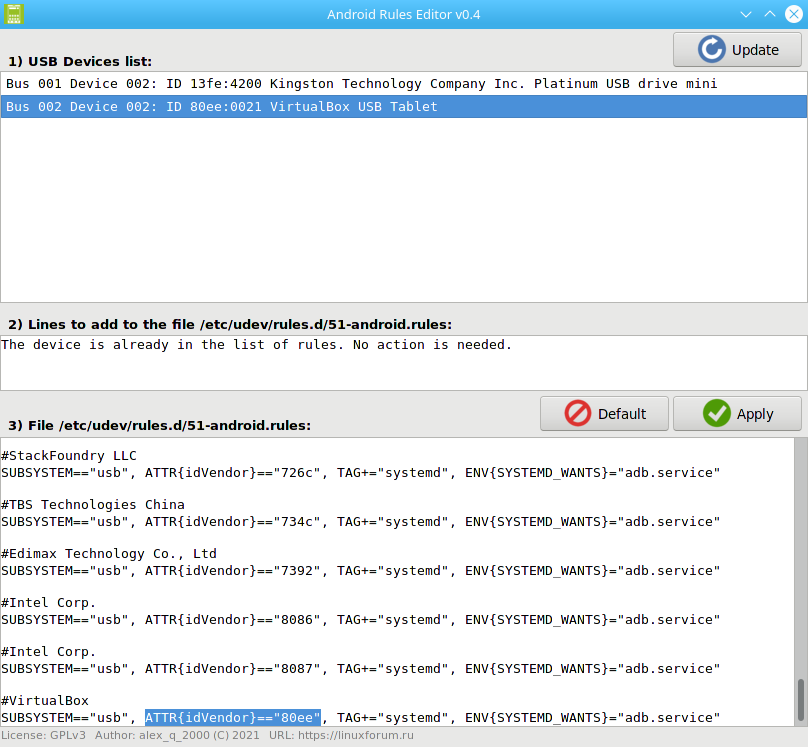 Android Rules Editor v0.4
1) USB Devices list:
Update
Bus 001 Device 002: ID 13fe:4200 Kingston Technology Company Inc. Platinum USB drive mini
Bus 002 Device 002: ID 80ee:0021 VirtualBox USB Tablet
2) Lines to add to the file /etc/udev/rules.d/51-android.rules:
The device is already in the list of rules. No action is needed.
3) File /etc/udev/rules.d/51-android.rules:
Default
Apply
#StackFoundry LLC
SUBSYSTEM=="usb", ATTR{idVendor}=="726c", TAG+="systemd", ENV{SYSTEMD_WANTS}="adb.service"
#TBS Technologies China
SUBSYSTEM=="usb", ATTR{idVendor}=="734c", TAG+="systemd", ENV{SYSTEMD_WANTS}="adb.service"
#Edimax Technology Co., Ltd
SUBSYSTEM=="usb", ATTR{idVendor}=="7392", TAG+="systemd", ENV{SYSTEMD_WANTS}="adb.service"
#Intel Corp.
SUBSYSTEM=="usb", ATTR{idVendor}=="8086", TAG+="systemd", ENV{SYSTEMD_WANTS}="adb.service"
#Intel Corp.
SUBSYSTEM=="usb", ATTR{idVendor}=="8087", TAG+="systemd", ENV{SYSTEMD_WANTS}="adb.service"
#VirtualBox
SUBSYSTEM=="usb", ATTR{idVendor}=="80ee", TAG+="systemd", ENV{SYSTEMD_WANTS}="adb.service"
License: GPLv3 Author: alex_q_2000 (C) 2021 URL: https://linuxforum.ru